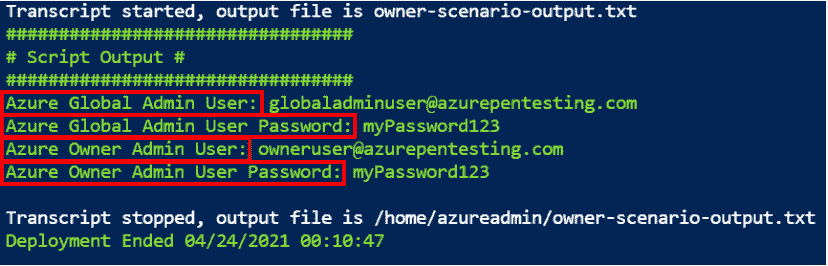 Transcript started, output file is owner-scenario-output.txt
#################################
# Script Output #
#################################
Azure Global Admin User: globaladminuser@azurepentesting.com
Azure Global Admin User Password: myPassword123
Azure Owner Admin User: owneruser@azurepentesting.com
Azure Owner Admin User Password: myPassword123
Transcript stopped, output file is /home/azureadmin/owner-scenario-output.txt
Deployment Ended 04/24/2021 00:10:47